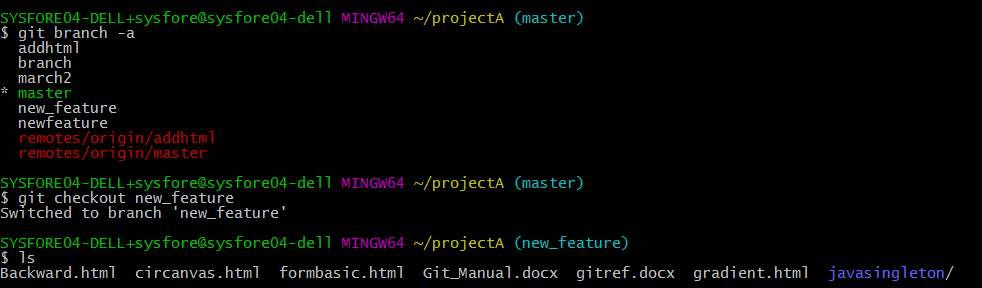 SYSFORE04-DELL+sysfore@sysfore04-dell MINGW64 ~/projectA (master)
$ git branch -a
  addhtml
  branch
  march2
* master
  new_feature
  newfeature
  remotes/origin/addhtml
  remotes/origin/master
SYSFORE04-DELL+sysfore@sysfore04-dell MINGW64 ~/projectA (master)
$ git checkout new_feature
Switched to branch 'new_feature'
SYSFORE04-DELL+sysfore@sysfore04-dell MINGW64 ~/projectA (new_feature)
$ ls
Backward.html  circanvas.html  formbasic.html  Git_Manual.docx  gitref.docx  gradient.html  javasingleton/